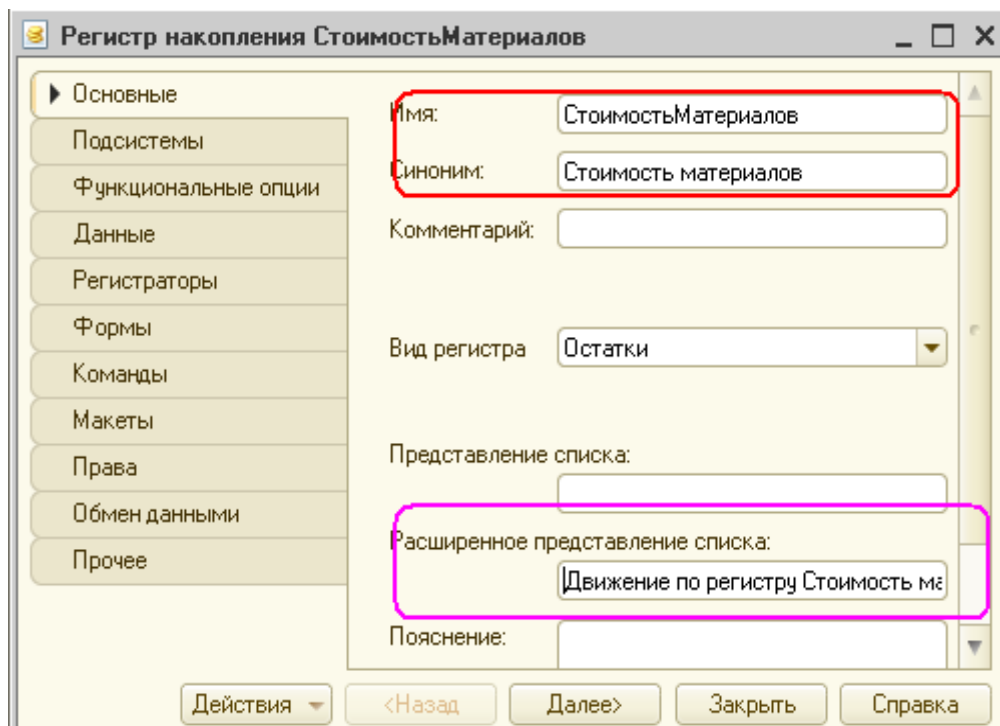 Регистр накопления СтоимостьМатериалов
Основные
Подсистемы
Функциональные опции
Данные
Регистраторы
Формы
Команды
Макеты
Права
Обмен данными
Прочее
Имя: СтоимостьМатериалов
Синоним: Стоимость материалов
Комментарий:
Вид регистра Остатки
Представление списка:
Расширенное представление списка:
Движение по регистру Стоимость ма
Пояснение:
Действия <Назад Далее> Закрыть Справка